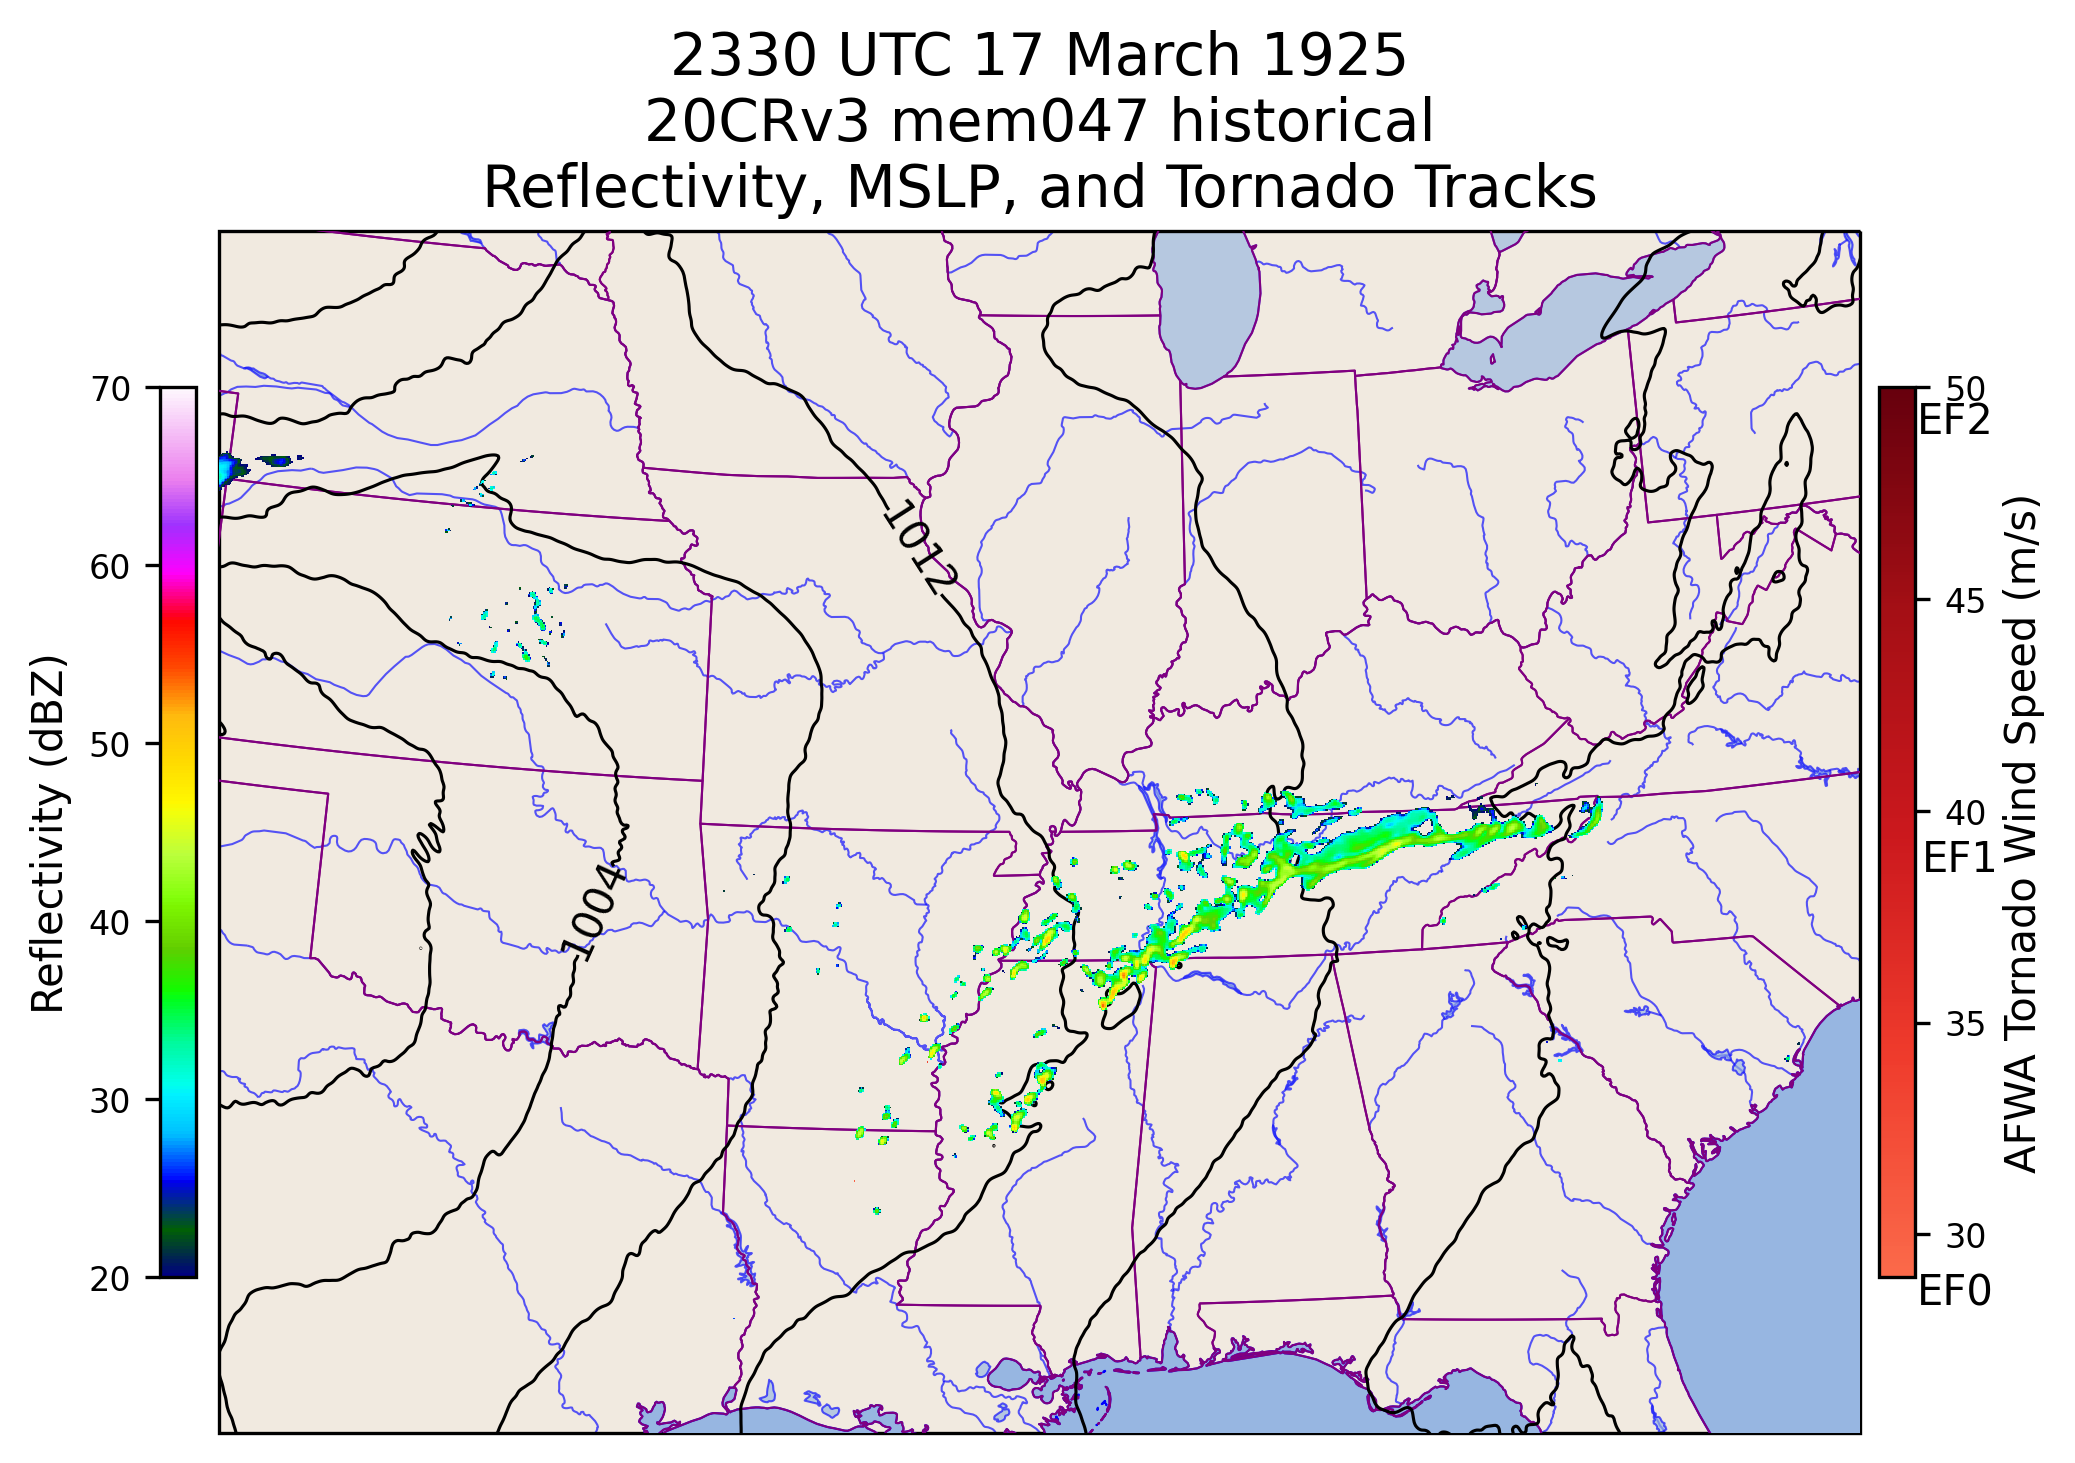 2330 UTC 17 March 1925
20CRv3 mem047 historical
Reflectivity, MSLP, and Tornado Tracks
70
60
50
40
30
20
Reflectivity (dBZ)
1012
1004
50
EF2
45
40
EF1
35
30
EF0
AFWA Tornado Wind Speed (m/s)